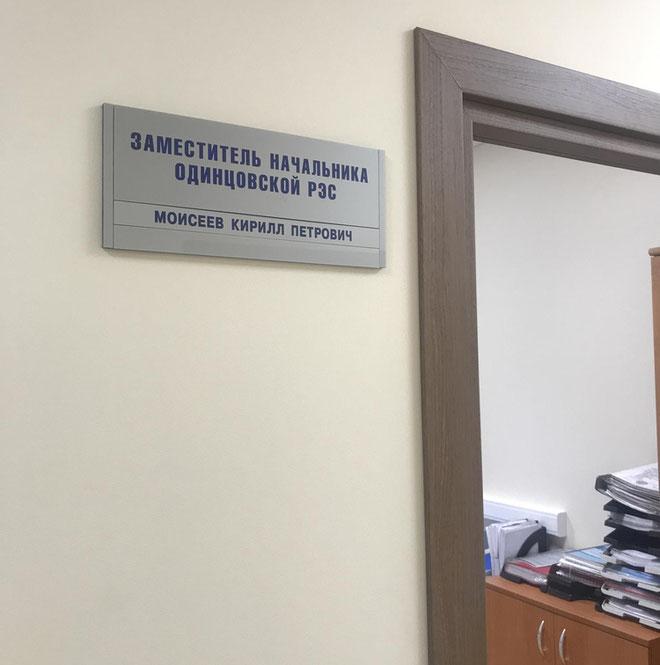 ЗАМЕСТИТЕЛЬ НАЧАЛЬНИКА
ОДИНЦОВСКОЙ РЭС
МОИСЕЕВ КИРИЛЛ ПЕТРОВИЧ